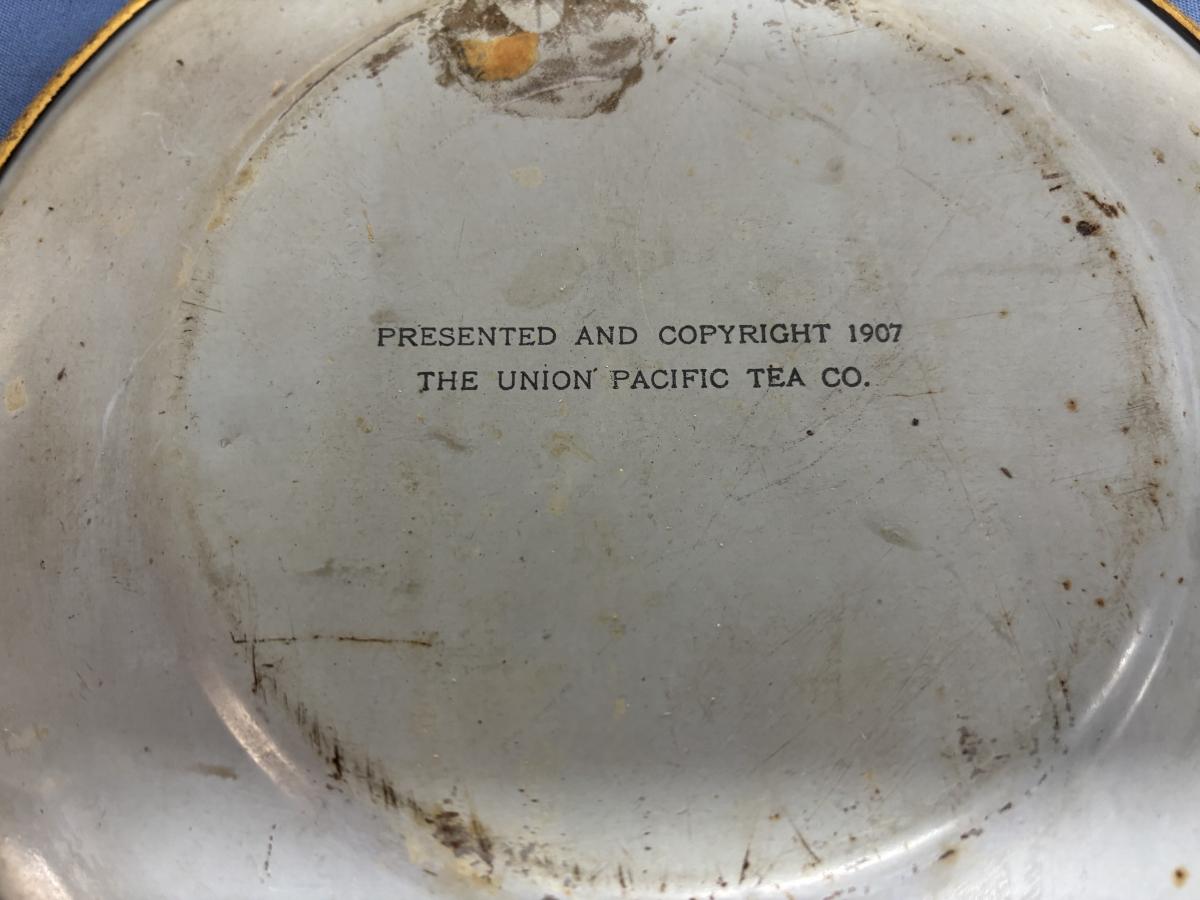 PRESENTED AND COPYRIGHT 1907
THE UNION PACIFIC TEA CO.